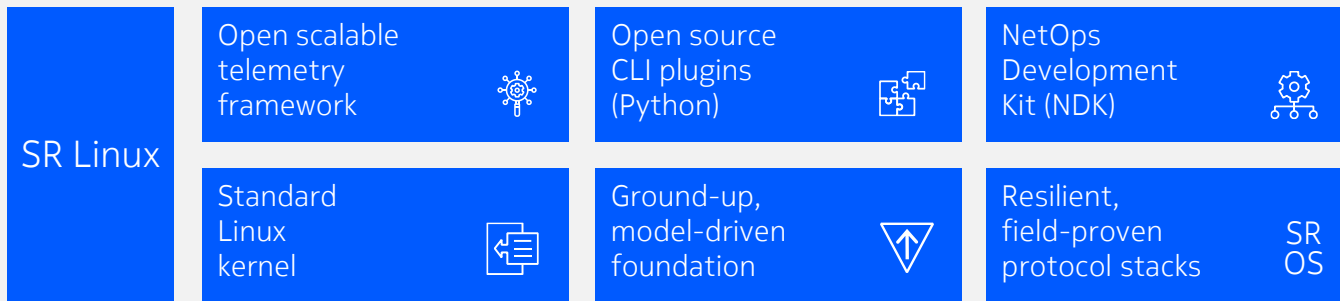 SR Linux
Open scalable
telemetry
framework
Open source
CLI plugins
(Python)
NetOps
Development
Kit (NDK)
Standard
Linux
kernel
Ground-up,
model-driven
foundation
Resilient,
field-proven
protocol stacks
SR
OS